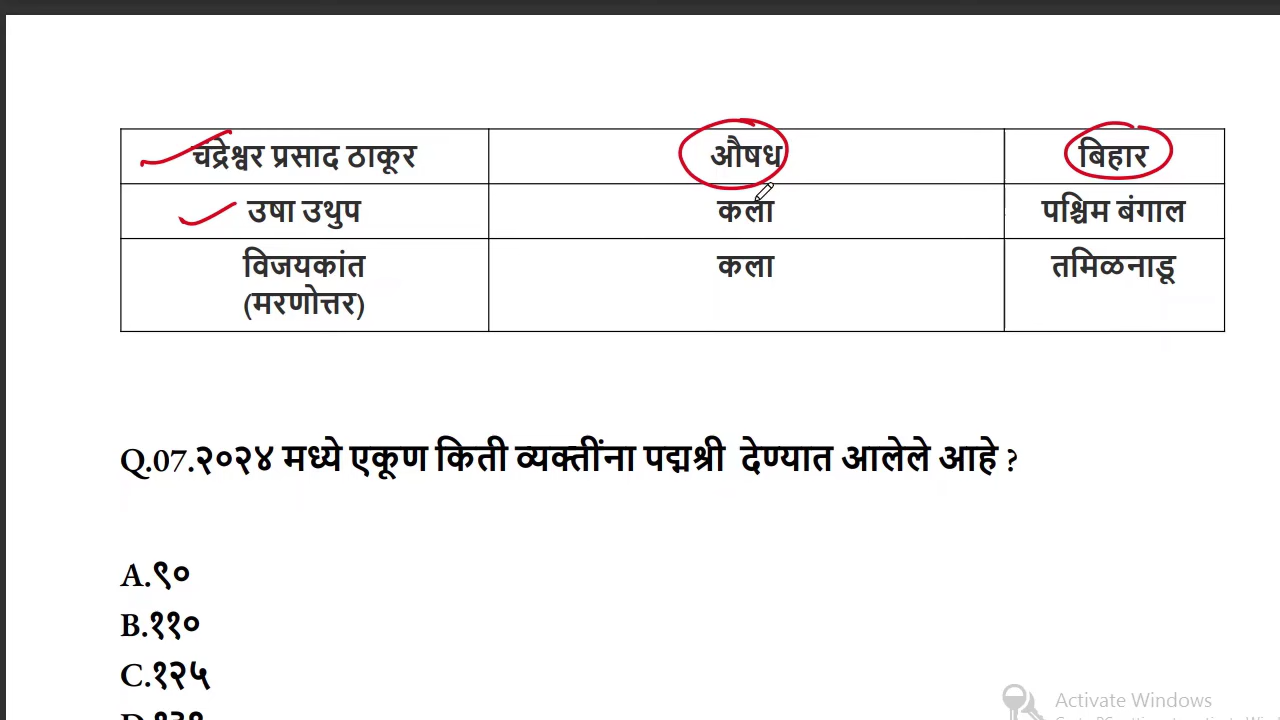 चद्रेश्वर प्रसाद ठाकूर औषध बिहार
उषा उथुप कला पश्चिम बंगाल
विजयकांत कला तमिळनाडू
(मरणोत्तर)
Q.07.२०२४ मध्ये एकूण किती व्यक्तींना पद्मश्री देण्यात आलेले आहे ?
A.९०
B.११०
C.१२५
Activate Windows